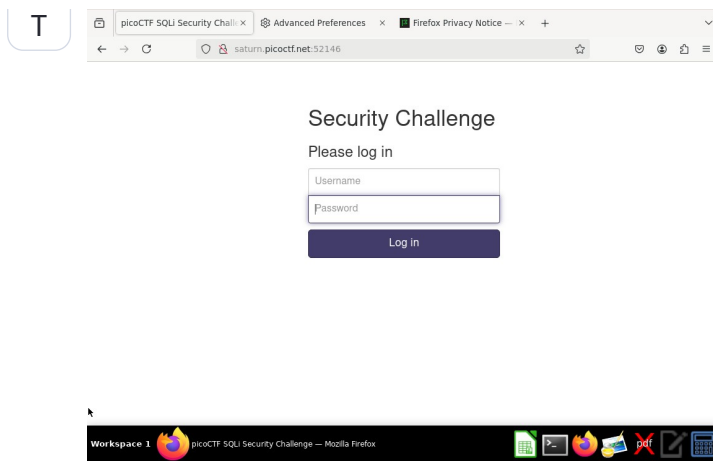 T
picoCTF SQLi Security Chall
Advanced Preferences
Firefox Privacy Notice —
saturn.picoctf.net:52146
Security Challenge
Please log in
Username
Password
Log in
Workspace 1
picoCTF SQLi Security Challenge — Mozilla Firefox
pdf